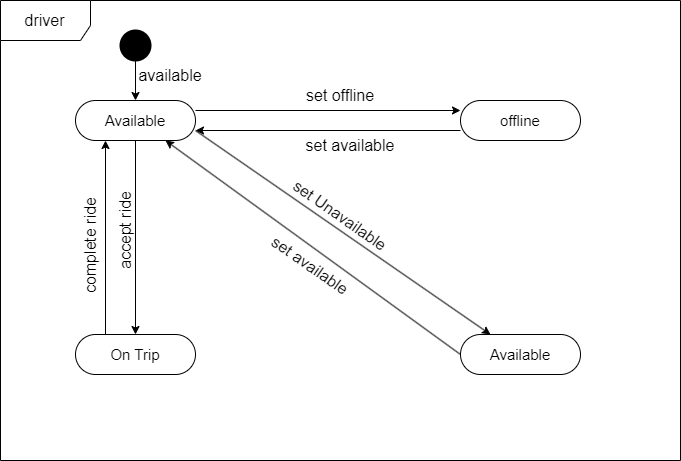 driver
available
set offline
Available
offline
set available
complete ride
accept ride
set Unavailable
set available
On Trip
Available